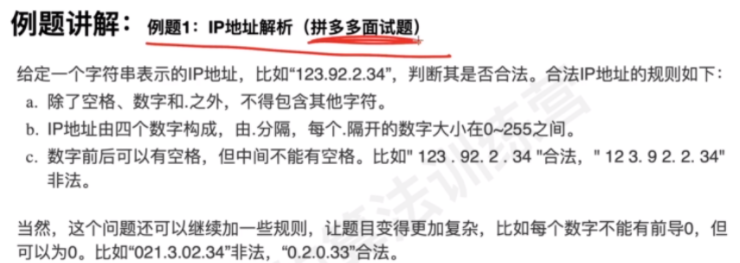 例题讲解：例题1：IP地址解析（拼多多面试题）
给定一个字符串表示的IP地址，比如“123.92.2.34”，判断其是否合法。合法IP地址的规则如下：
a. 除了空格、数字和.之外，不得包含其他字符。
b. IP地址由四个数字构成，由.分隔，每个.隔开的数字大小在0~255之间。
c. 数字前后可以有空格，但中间不能有空格。比如" 123 . 92. 2 . 34 "合法，" 12 3. 9 2. 2. 34"
非法。
当然，这个问题还可以继续加一些规则，让题目变得更加复杂，比如每个数字不能有前导0，但
可以为0。比如“021.3.02.34”非法，“0.2.0.33”合法。
算法训练营